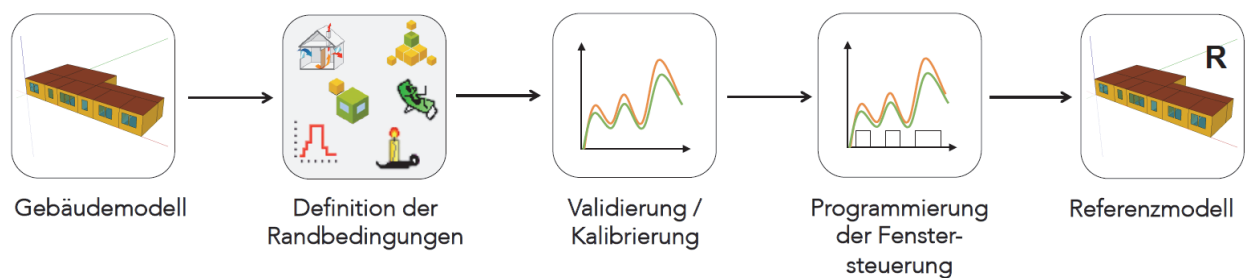 R
Gebäudemodell
Definition der
Randbedingungen
Validierung /
Kalibrierung
Programmierung
der Fenster-
steuerung
Referenzmodell